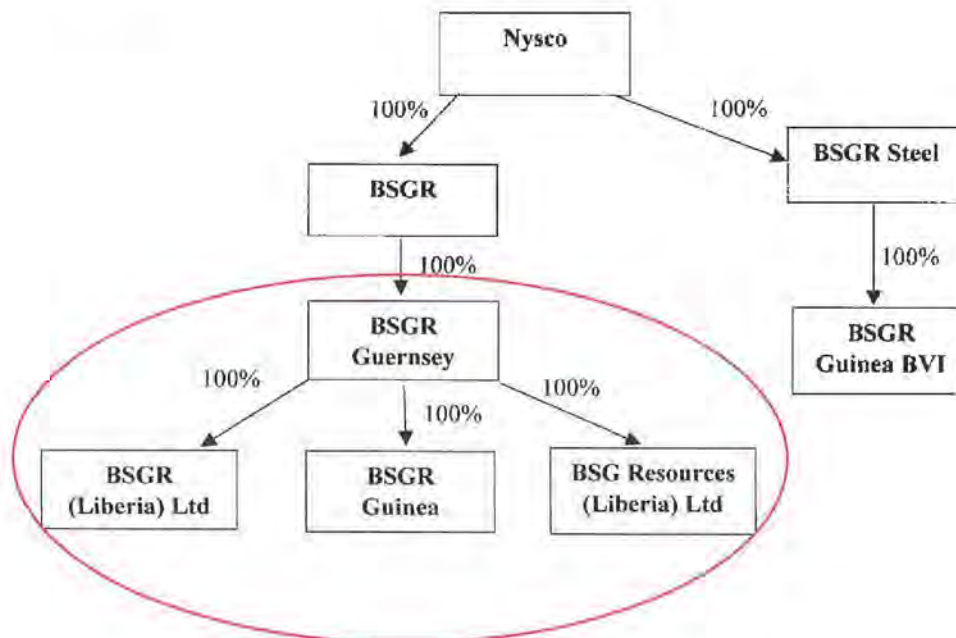 Nysco
100%
100%
BSGR Steel
BSGR
100%
100%
BSGR
Guernsey
BSGR
Guinea BVI
100%
100%
100%
BSGR
(Liberia) Ltd
BSGR
Guinea
BSG Resources
(Liberia) Ltd